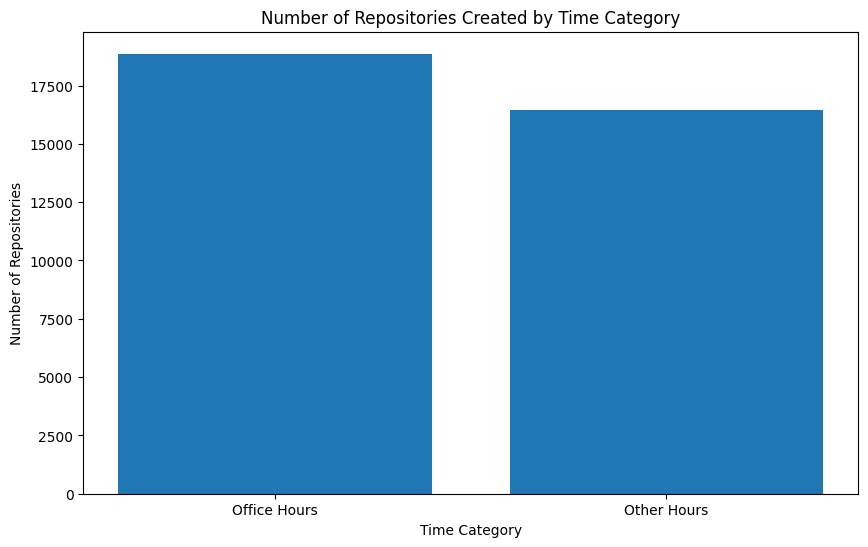 Number of Repositories Created by Time Category
Number of Repositories
17500
15000
12500
10000
7500
5000
2500
0
Office Hours
Other Hours
Time Category